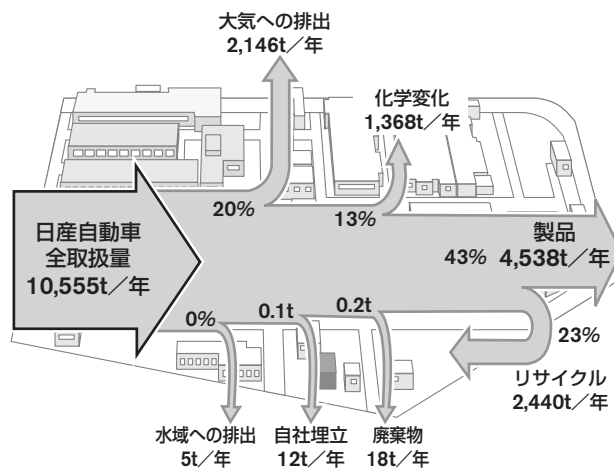 大気への排出
2,146t／年
化学変化
1,368t／年
20%
13%
日産自動車
全取扱量
10,555t／年
43%
製品
4,538t／年
0%
0.1t
0.2t
23%
リサイクル
2,440t／年
水域への排出
5t／年
自社埋立
12t／年
廃棄物
18t／年